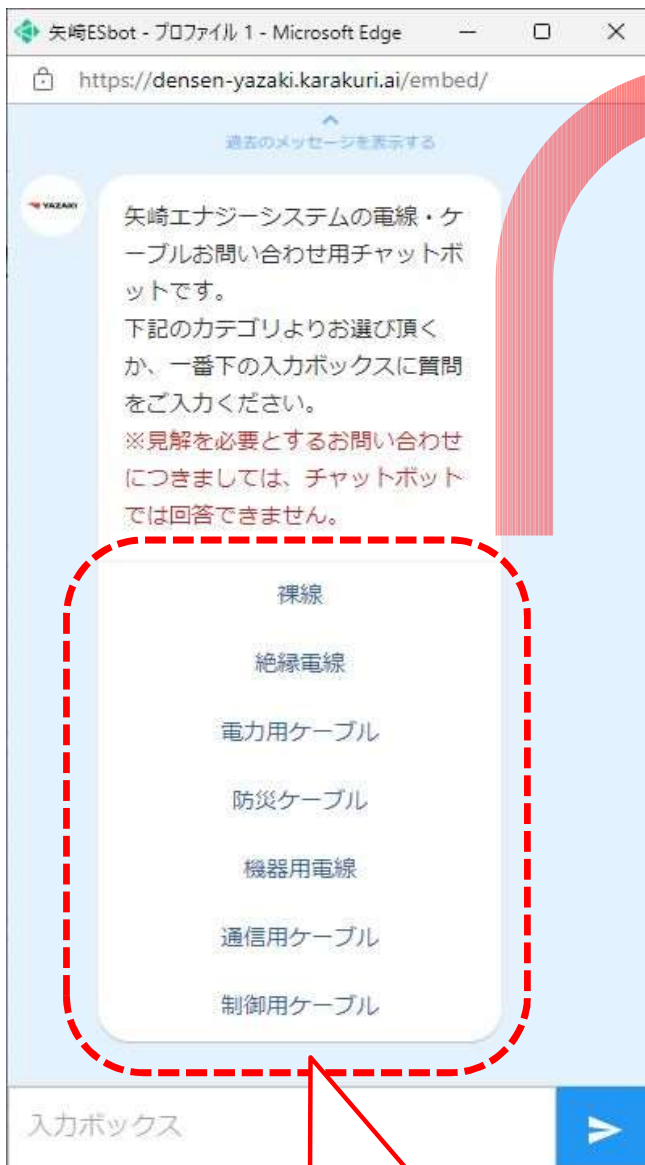 矢崎ESbot - プロファイル 1 - Microsoft Edge
https://densen-yazaki.karakuri.ai/embed/
過去のメッセージを表示する
YAZAKI
矢崎エナジーシステムの電線・ケ
ーブルお問い合わせ用チャットボ
ットです。
下記のカテゴリよりお選び頂く
か、一番下の入力ボックスに質問
をご入力ください。
※見解を必要とするお問い合わせ
につきましては、チャットボット
では回答できません。
裸線
絶縁電線
電力用ケーブル
防災ケーブル
機器用電線
通信用ケーブル
制御用ケーブル
入力ボックス